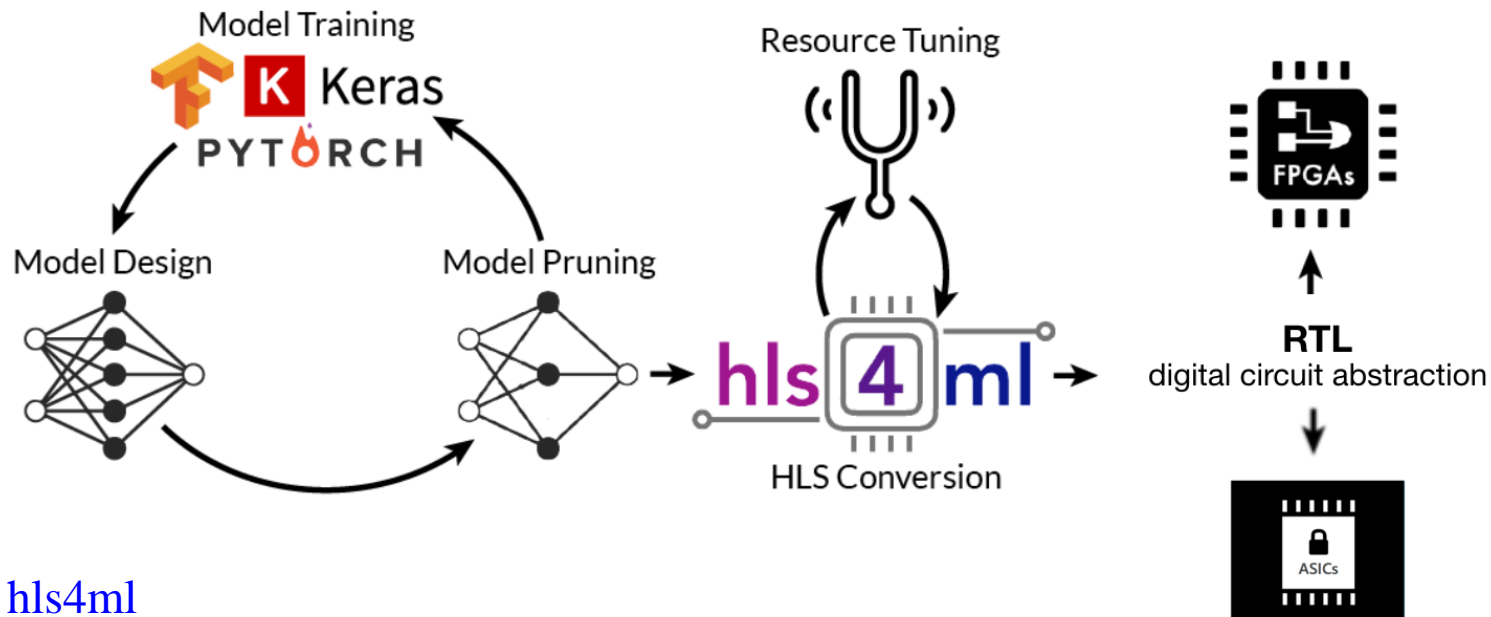 Model Training
K Keras
PYTORCH
Model Design
Model Pruning
Resource Tuning
hls 4 ml
HLS Conversion
FPGAs
RTL
digital circuit abstraction
ASICs
hls4ml